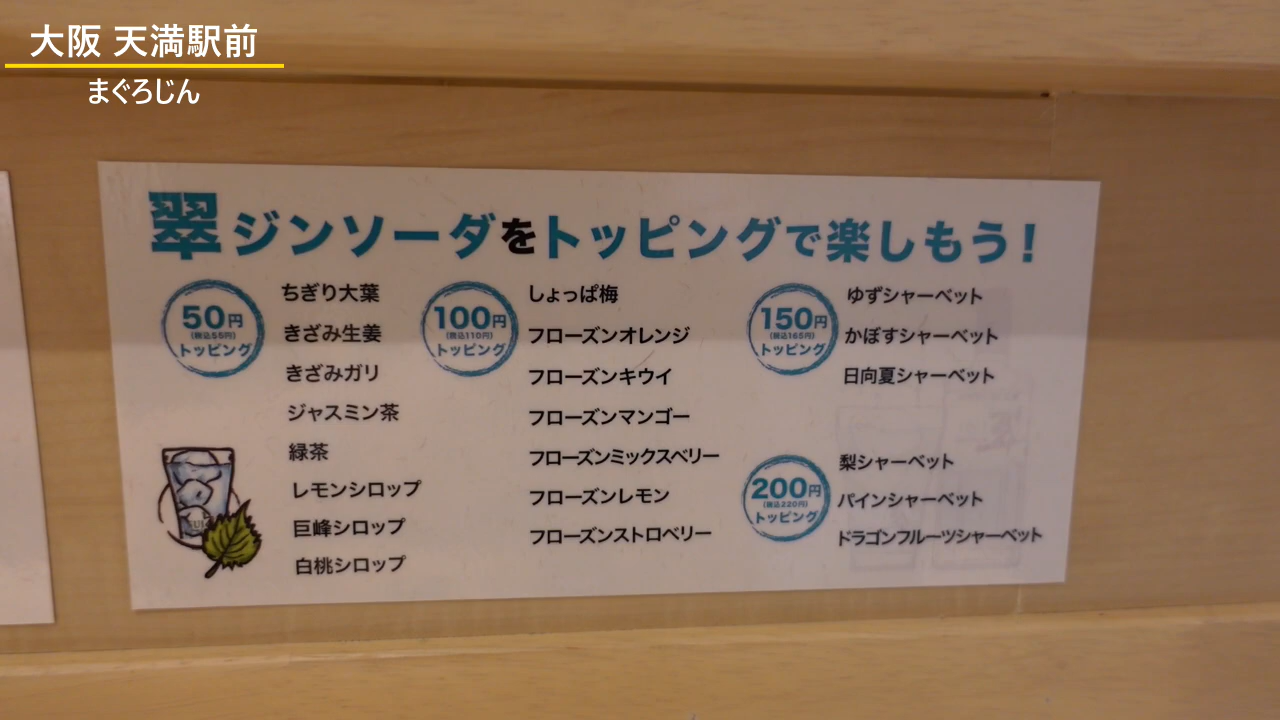 大阪 天満駅前
まぐろじん
翠ジンソーダをトッピングで楽しもう!
50円
(税込55円)
トッピング
ちぎり大葉
きざみ生姜
きざみガリ
ジャスミン茶
緑茶
レモンシロップ
巨峰シロップ
白桃シロップ
100円
(税込110円)
トッピング
しょっぱ梅
フローズンオレンジ
フローズンキウイ
フローズンマンゴー
フローズンミックスベリー
フローズンレモン
フローズンストロベリー
150円
(税込165円)
トッピング
ゆずシャーベット
かぼすシャーベット
日向夏シャーベット
200円
(税込220円)
トッピング
梨シャーベット
パインシャーベット
ドラゴンフルーツシャーベット